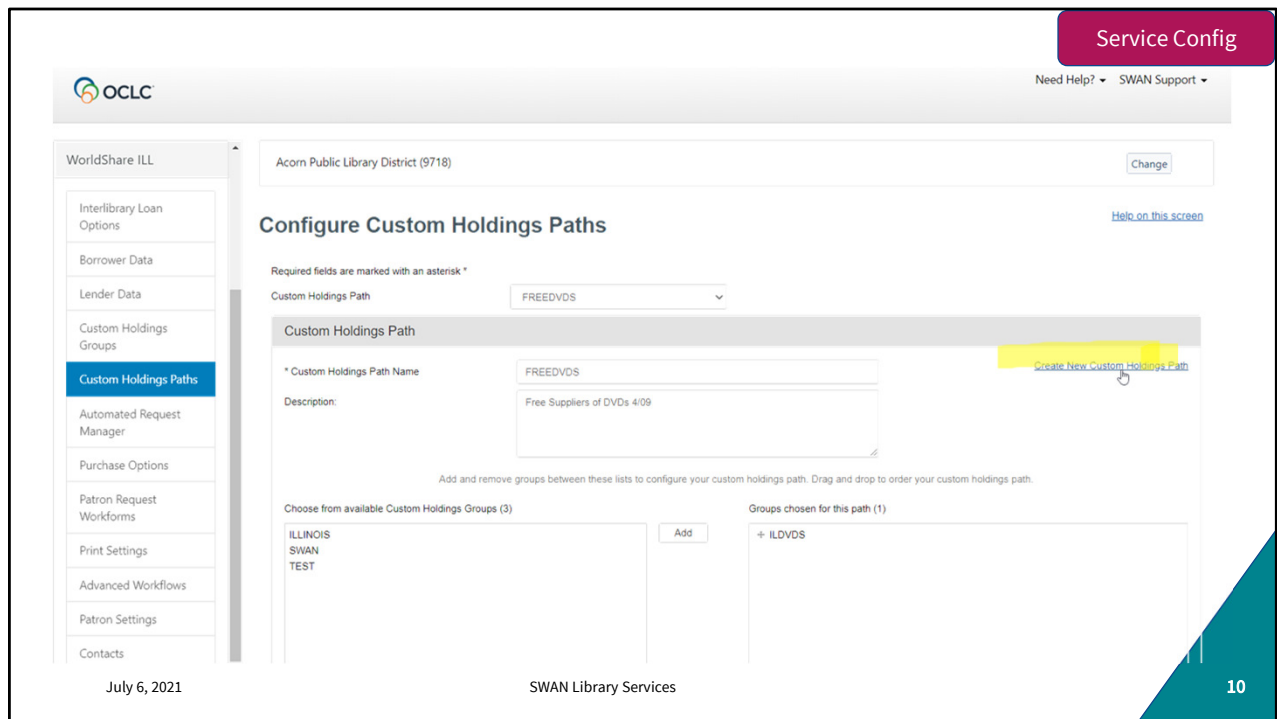 Service Config
OCLC
Need Help? SWAN Support
WorldShare ILL
Acorn Public Library District (9718)
Change
Interlibrary Loan
Options
Borrower Data
Lender Data
Custom Holdings
Groups
Custom Holdings Paths
Automated Request
Manager
Purchase Options
Patron Request
Workforms
Print Settings
Advanced Workflows
Patron Settings
Contacts
Configure Custom Holdings Paths
Help on this screen
Required fields are marked with an asterisk *
Custom Holdings Path FREEDVDS
Custom Holdings Path
* Custom Holdings Path Name FREEDVDS
Create New Custom Holdings Path
Description: Free Suppliers of DVDs 4/09
Add and remove groups between these lists to configure your custom holdings path. Drag and drop to order your custom holdings path.
Choose from available Custom Holdings Groups (3)
ILLINOIS
SWAN
TEST
Add
Groups chosen for this path (1)
ILDVDS
July 6, 2021 SWAN Library Services 10